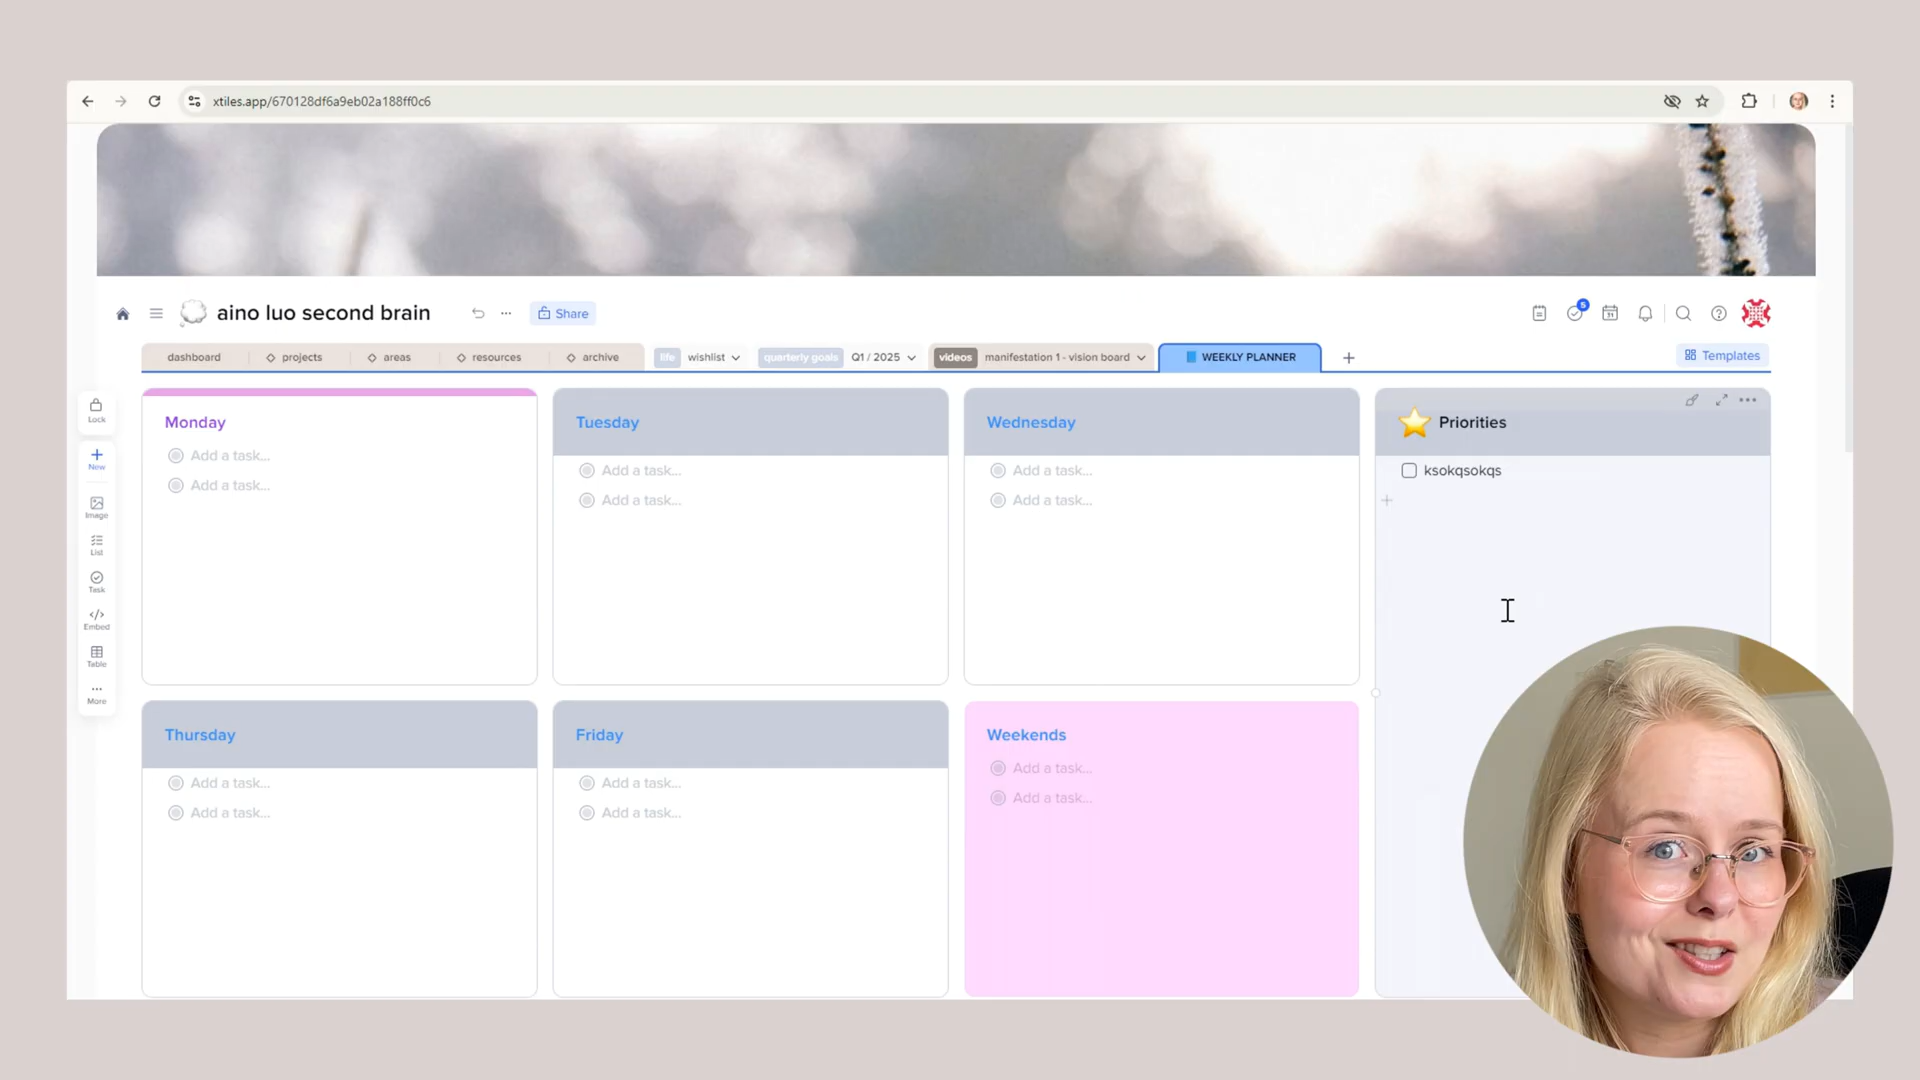 xtiles.app/670128df6a9eb02a188ff0c6
aino luo second brain
...
Share
5
31
dashboard
projects
areas
resources
archive
life
wishlist
quarterly goals
Q1 / 2025
videos
manifestation 1 - vision board
WEEKLY PLANNER
+
Templates
Lock
New
Image
List
Task
Embed
Table
More
Monday
Add a task...
Add a task...
Tuesday
Add a task...
Add a task...
Wednesday
Add a task...
Add a task...
Priorities
ksokqsokqs
Thursday
Add a task...
Add a task...
Friday
Add a task...
Add a task...
Weekends
Add a task...
Add a task...